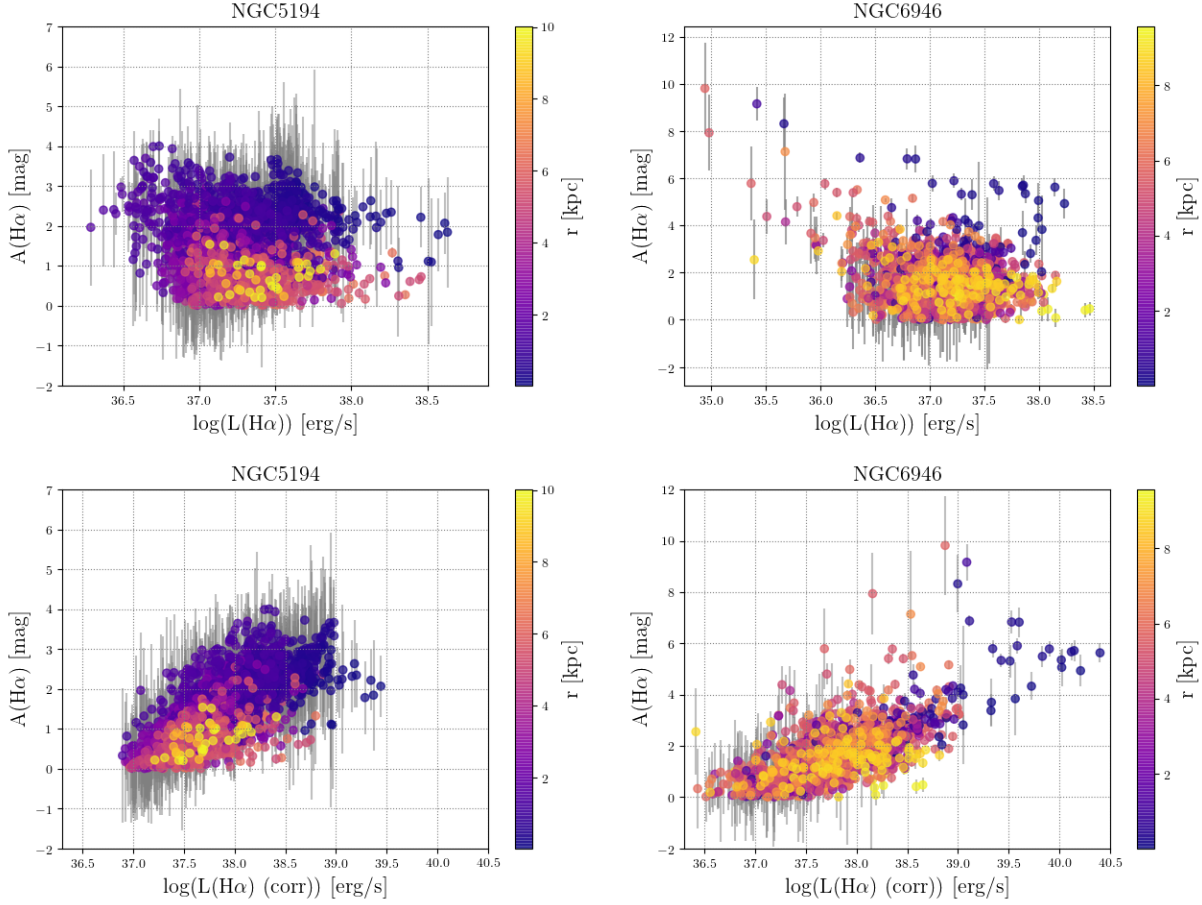 NGC5194
7
6
5
4
3
2
1
0
−1
−2
A(Hα) [mag]
36.5 37.0 37.5 38.0 38.5
log(L(Hα)) [erg/s]
10
8
6
4
2
r [kpc]
NGC6946
12
10
8
6
4
2
0
−2
A(Hα) [mag]
35.0 35.5 36.0 36.5 37.0 37.5 38.0 38.5
log(L(Hα)) [erg/s]
8
6
4
2
r [kpc]
NGC5194
7
6
5
4
3
2
1
0
−1
−2
A(Hα) [mag]
36.5 37.0 37.5 38.0 38.5 39.0 39.5 40.0 40.5
log(L(Hα) (corr)) [erg/s]
10
8
6
4
2
r [kpc]
NGC6946
12
10
8
6
4
2
0
−2
A(Hα) [mag]
36.5 37.0 37.5 38.0 38.5 39.0 39.5 40.0 40.5
log(L(Hα) (corr)) [erg/s]
8
6
4
2
r [kpc]